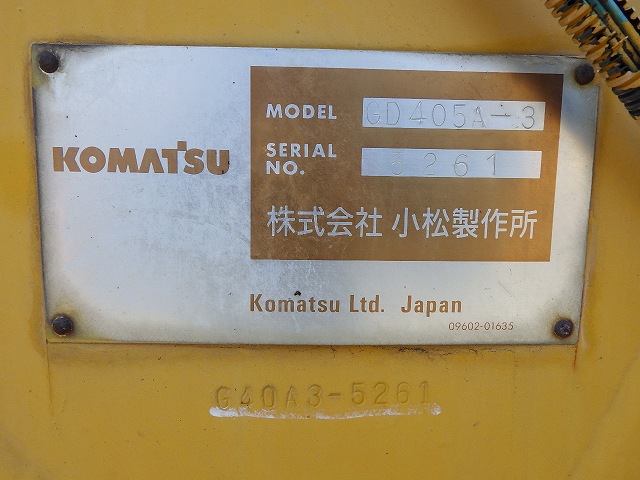 KOMATSU
MODEL GD405A-3
SERIAL NO. 5261
株式会社 小松製作所
Komatsu Ltd. Japan
09602-01635
G40A3-5261